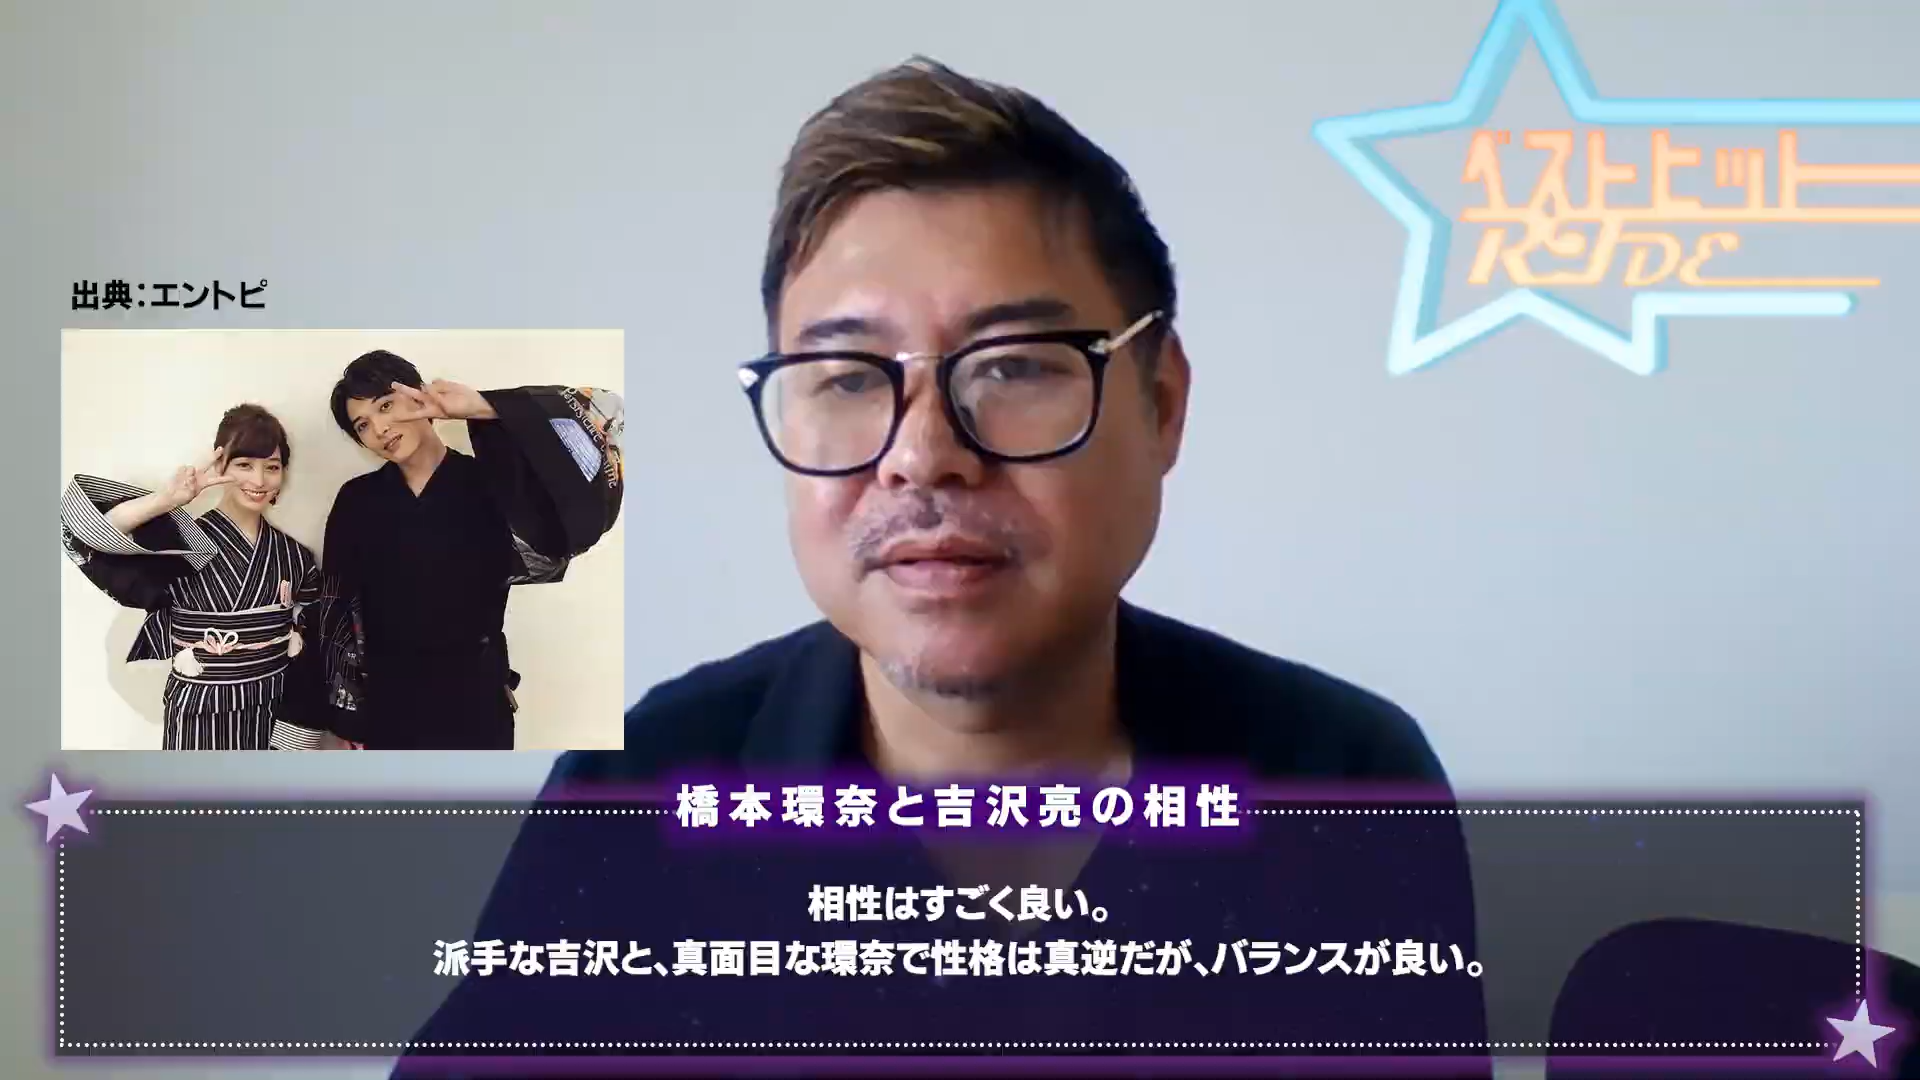 ベストヒット
RIDE
出典：エントピ
橋本環奈と吉沢亮の相性
相性はすごく良い。
派手な吉沢と、真面目な環奈で性格は真逆だが、バランスが良い。